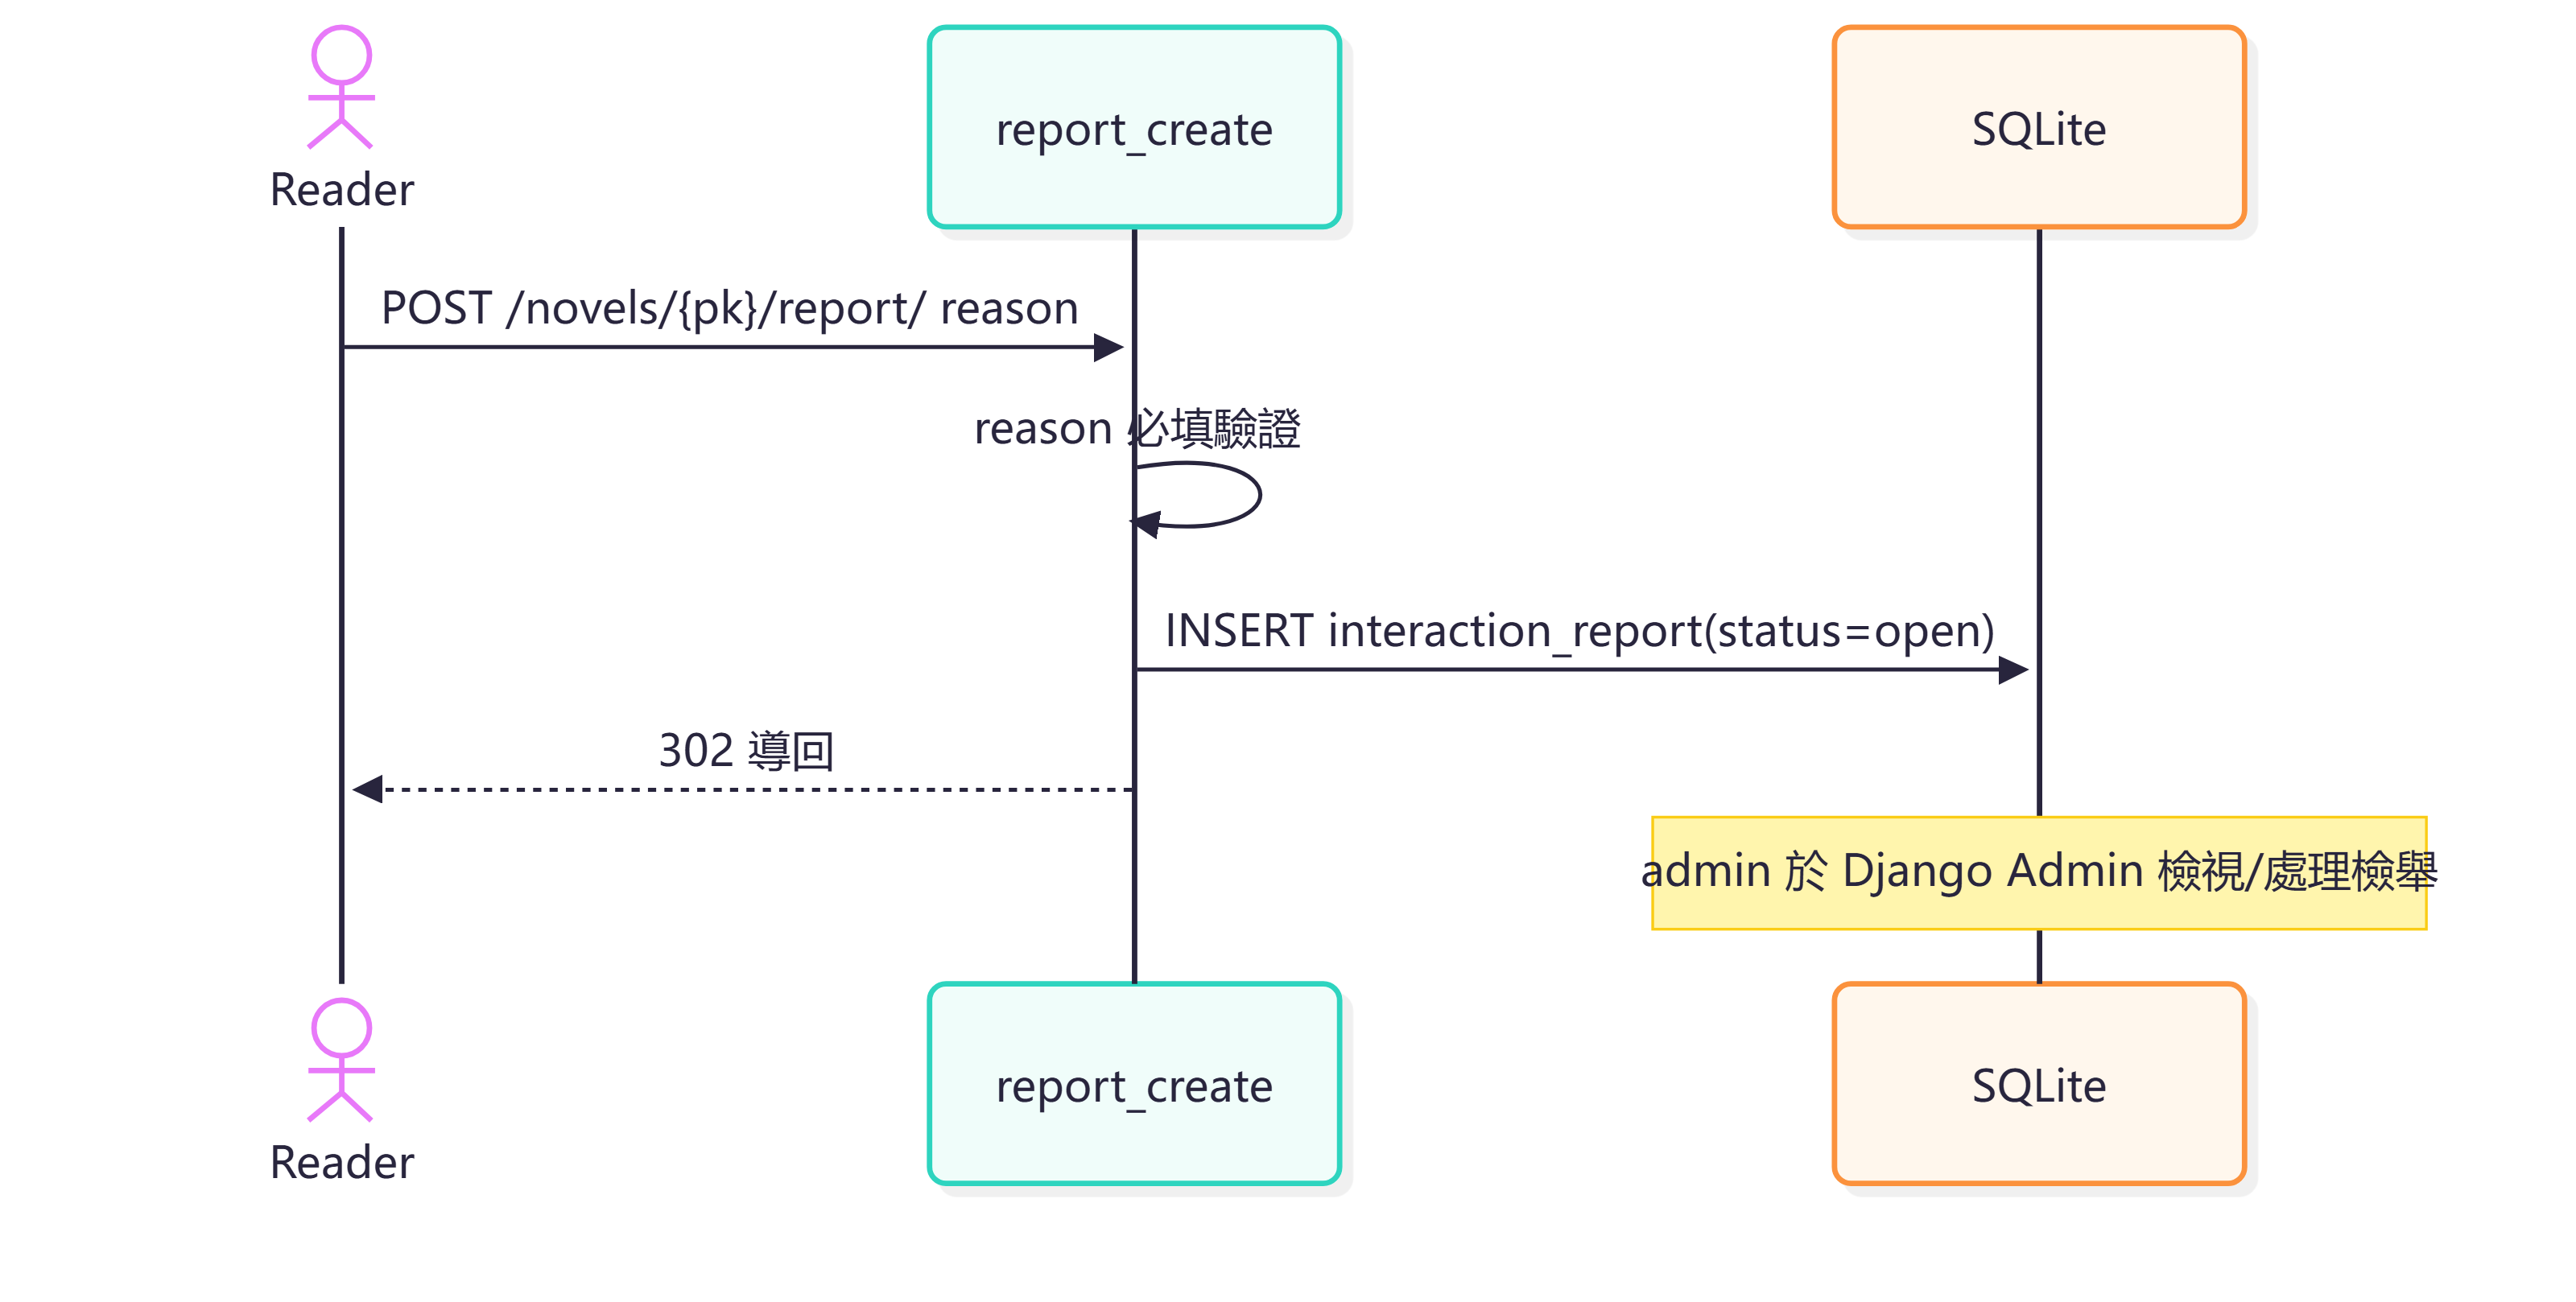 Reader
report_create
SQLite
POST /novels/{pk}/report/ reason
reason 必填驗證
INSERT interaction_report(status=open)
302 導回
admin 於 Django Admin 檢視/處理檢舉
Reader
report_create
SQLite